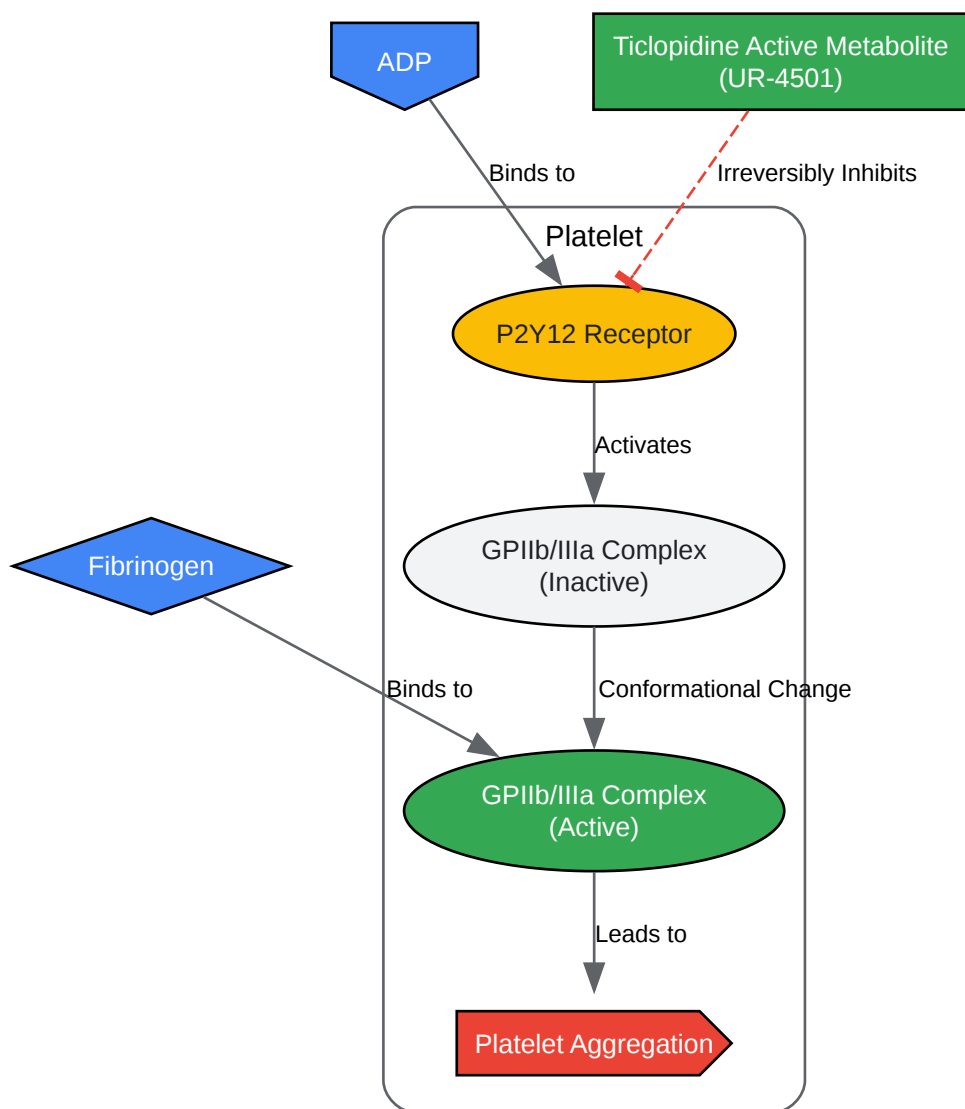 ADP
Ticlopidine Active Metabolite
(UR-4501)
Binds to
Irreversibly Inhibits
Platelet
P2Y12 Receptor
Activates
GPIIb/IIIa Complex
(Inactive)
Fibrinogen
Binds to
Conformational Change
GPIIb/IIIa Complex
(Active)
Leads to
Platelet Aggregation